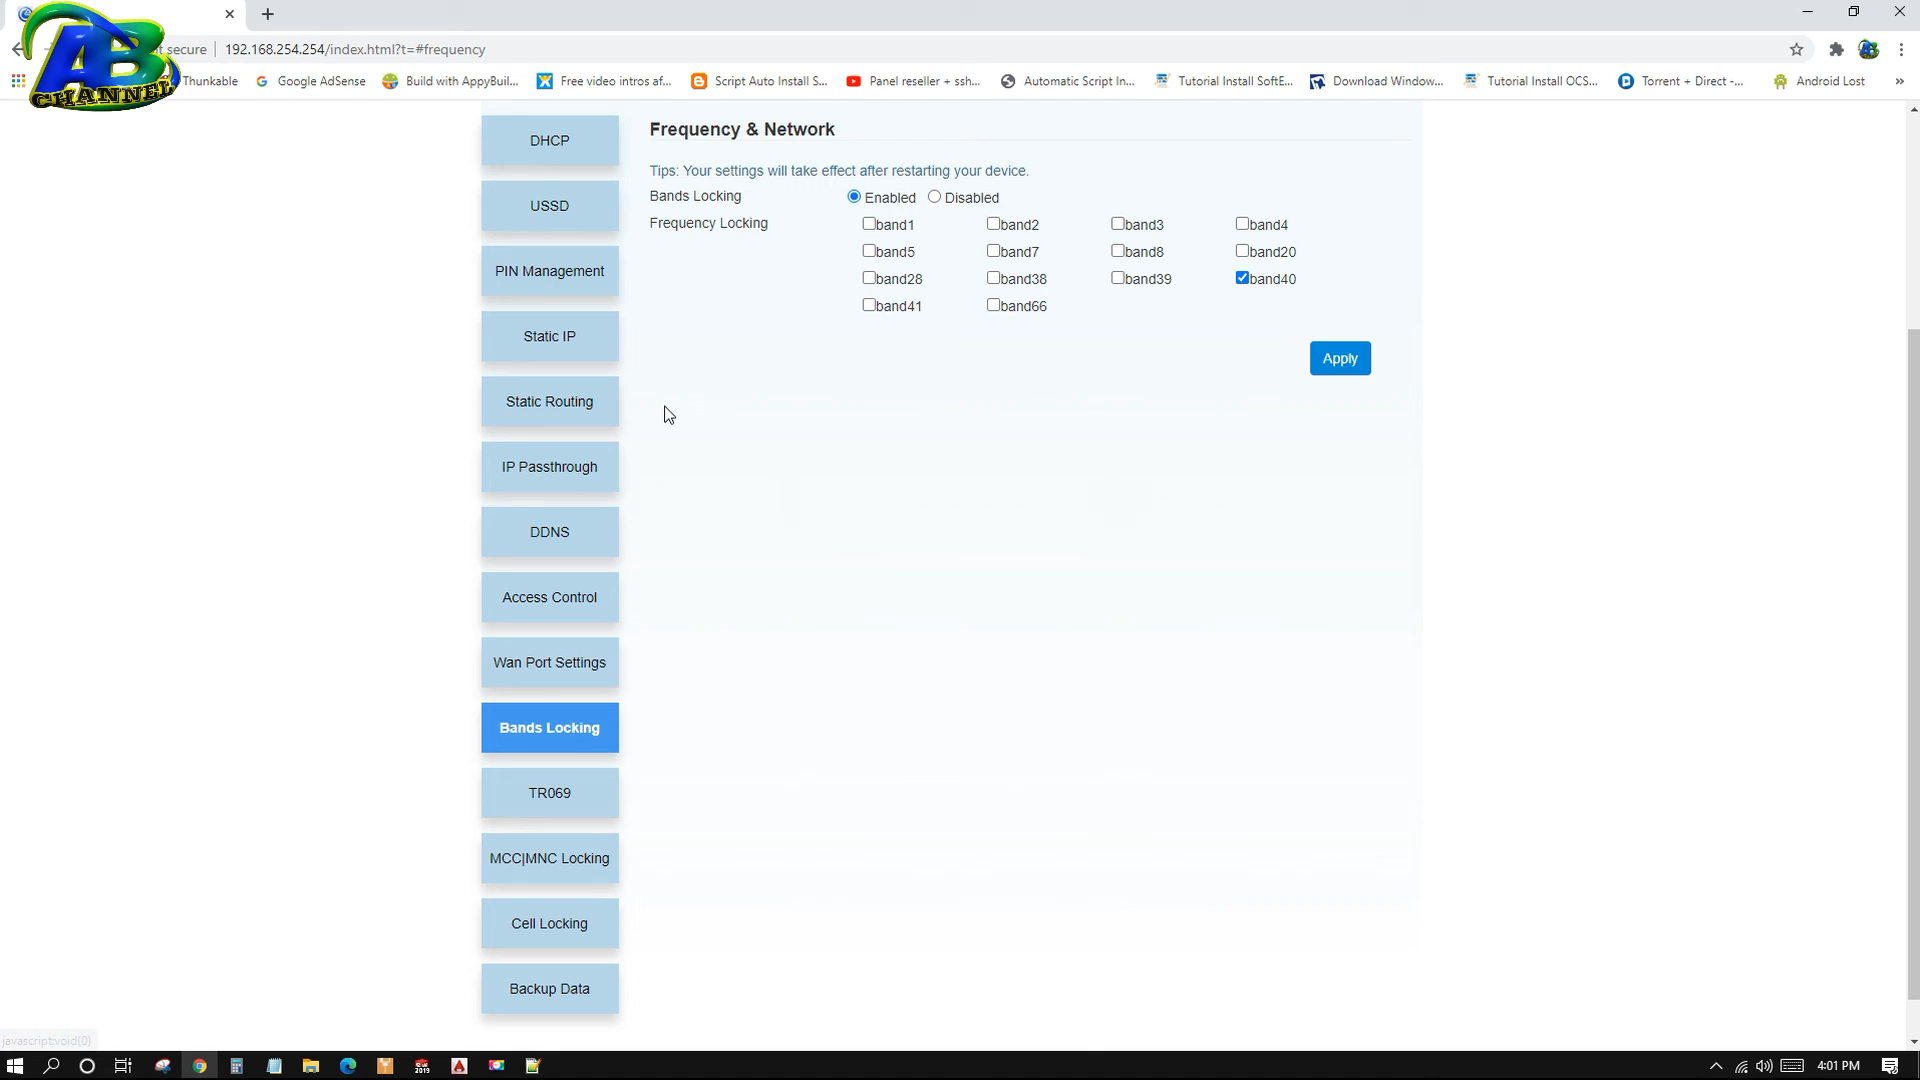 AB
CHANNEL
t secure
192.168.254.254/index.html?t=#frequency
Thunkable
Google AdSense
Build with AppyBuil...
Free video intros af...
Script Auto Install S...
Panel reseller + ssh...
Automatic Script In...
Tutorial Install SoftE...
Download Window...
Tutorial Install OCS...
Torrent + Direct -...
Android Lost
»
DHCP
USSD
PIN Management
Static IP
Static Routing
IP Passthrough
DDNS
Access Control
Wan Port Settings
Bands Locking
TR069
MCC|MNC Locking
Cell Locking
Backup Data
Frequency & Network
Tips: Your settings will take effect after restarting your device.
Bands Locking Enabled Disabled
Frequency Locking band1 band2 band3 band4
band5 band7 band8 band20
band28 band38 band39 band40
band41 band66
Apply
javascript:void(0)
2019
4:01 PM